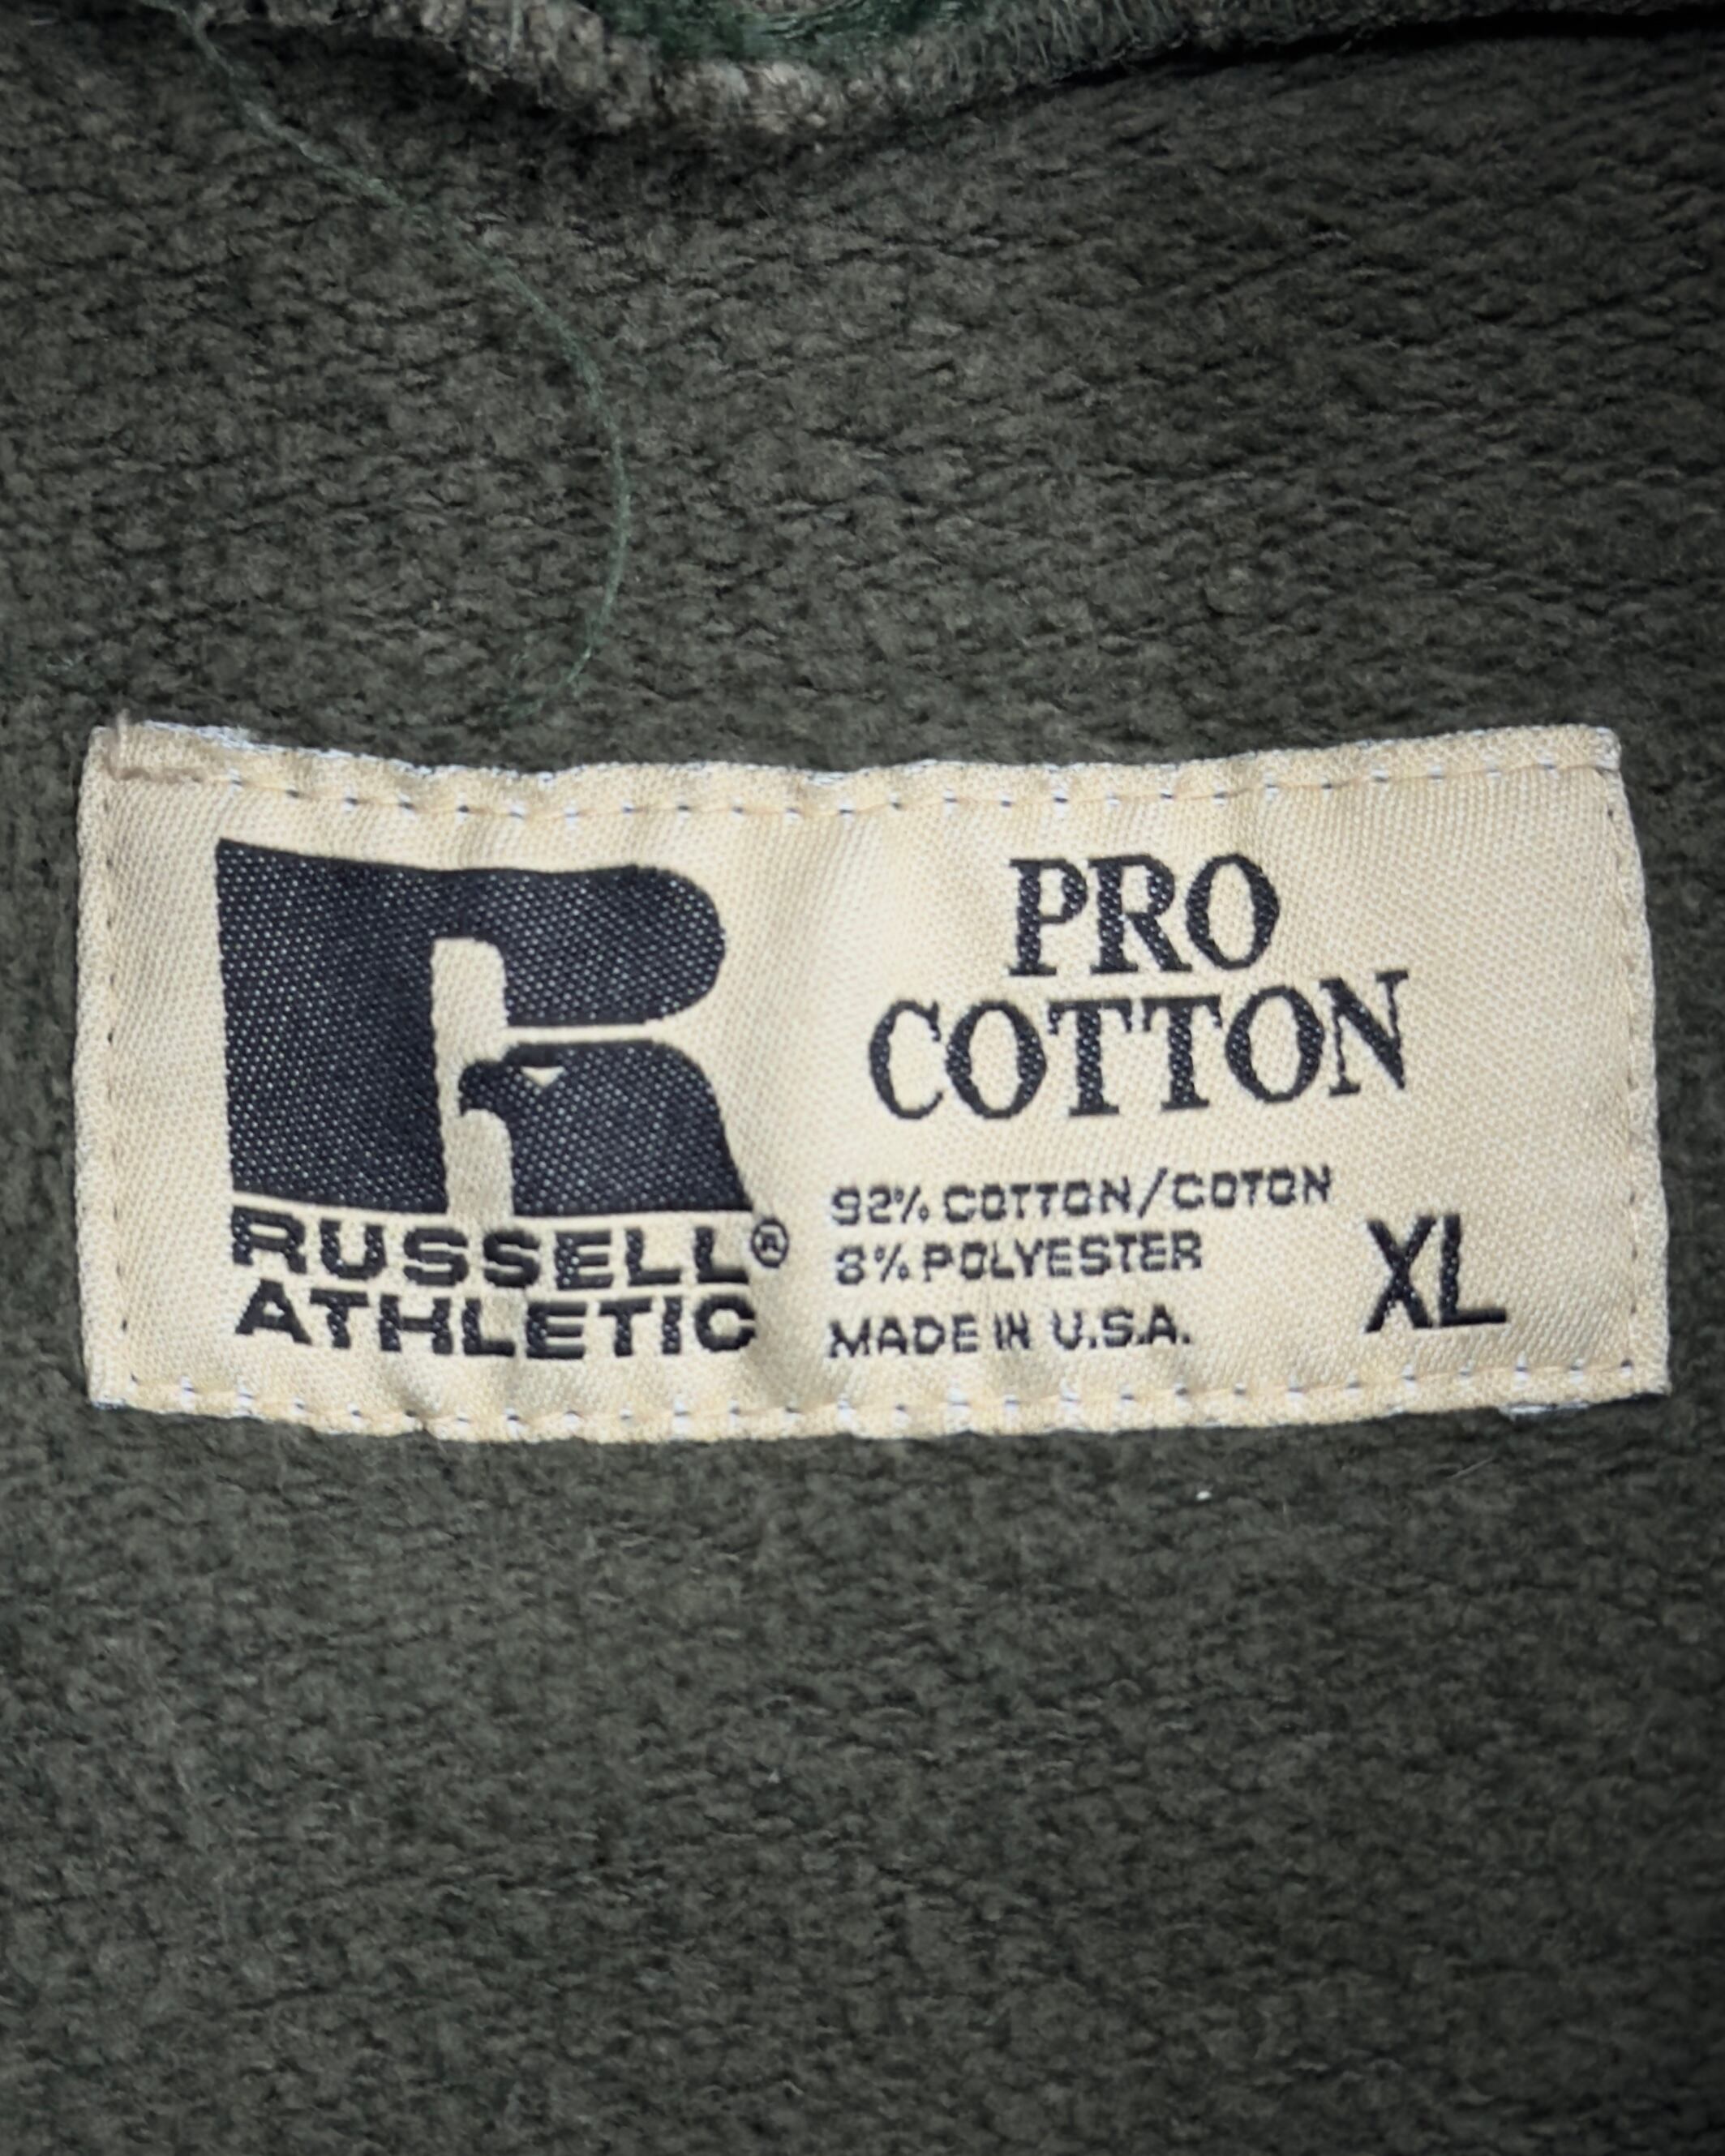 R
RUSSELL®
ATHLETIC
PRO
COTTON
92% COTTON/COTON
8% POLYESTER
MADE IN U.S.A.
XL